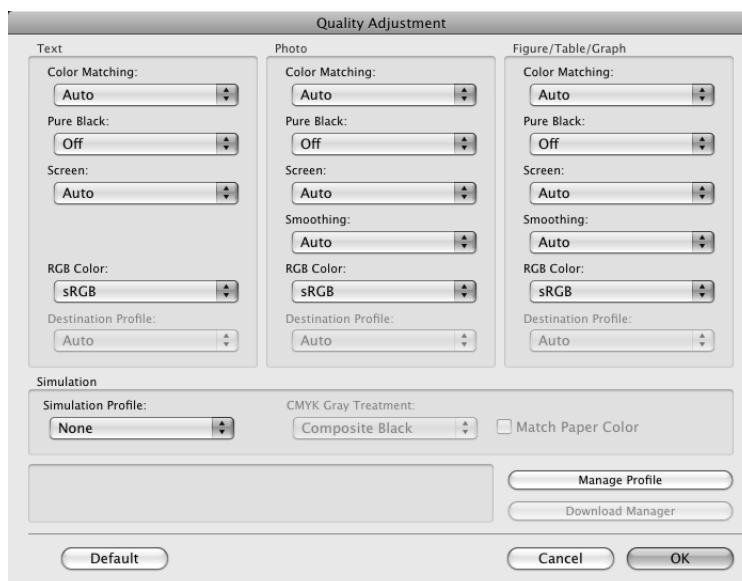 Quality Adjustment
Text
Color Matching:
Auto
Pure Black:
Off
Screen:
Auto
RGB Color:
sRGB
Destination Profile:
Auto
Photo
Color Matching:
Auto
Pure Black:
Off
Screen:
Auto
Smoothing:
Auto
RGB Color:
sRGB
Destination Profile:
Auto
Figure/Table/Graph
Color Matching:
Auto
Pure Black:
Off
Screen:
Auto
Smoothing:
Auto
RGB Color:
sRGB
Destination Profile:
Auto
Simulation
Simulation Profile:
None
CMYK Gray Treatment:
Composite Black
Match Paper Color
Manage Profile
Download Manager
Default
Cancel
OK